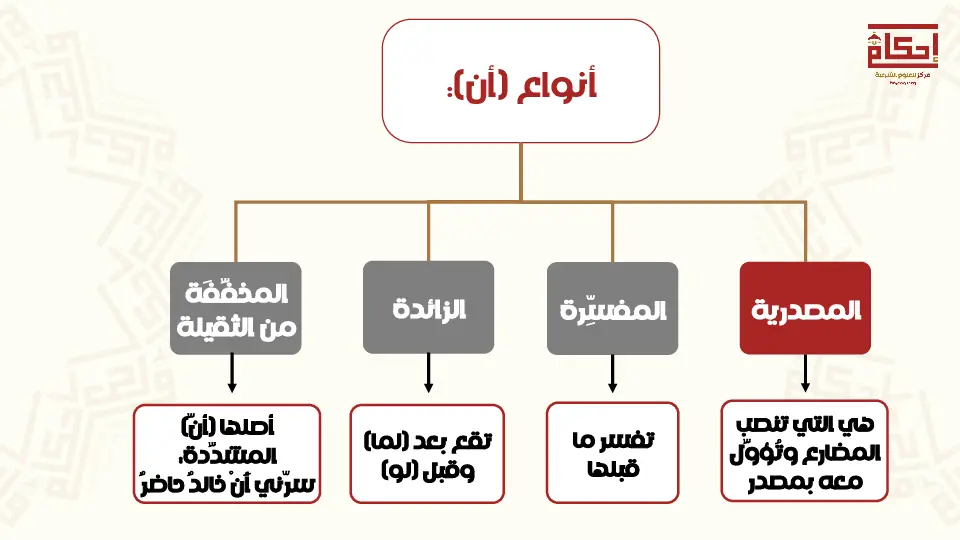 إحكام
مركز للعلوم الشرعية
أنواع (أن):
المصدرية
المفسِّرة
الزائدة
المخفَّفَة
من الثقيلة
هي التي تنصب
المضارع وتُؤوّل
معه بمصدر
تفسر ما
قبلها
تقع بعد (لما)
وقبل (لو)
أصلها (أنّ)
المشدّدة،
سرّني أنْ خالدٌ حاضرٌ